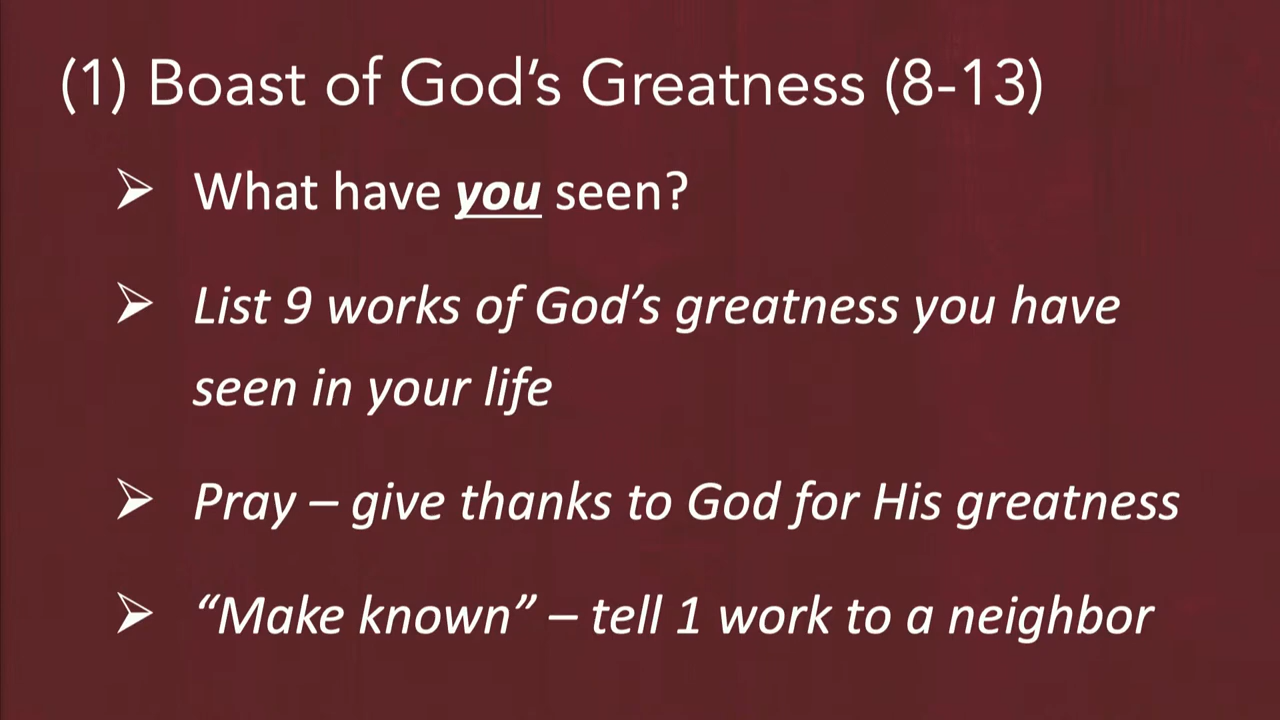 (1) Boast of God’s Greatness (8-13)
➢ What have you seen?
➢ List 9 works of God’s greatness you have
seen in your life
➢ Pray – give thanks to God for His greatness
➢ “Make known” – tell 1 work to a neighbor